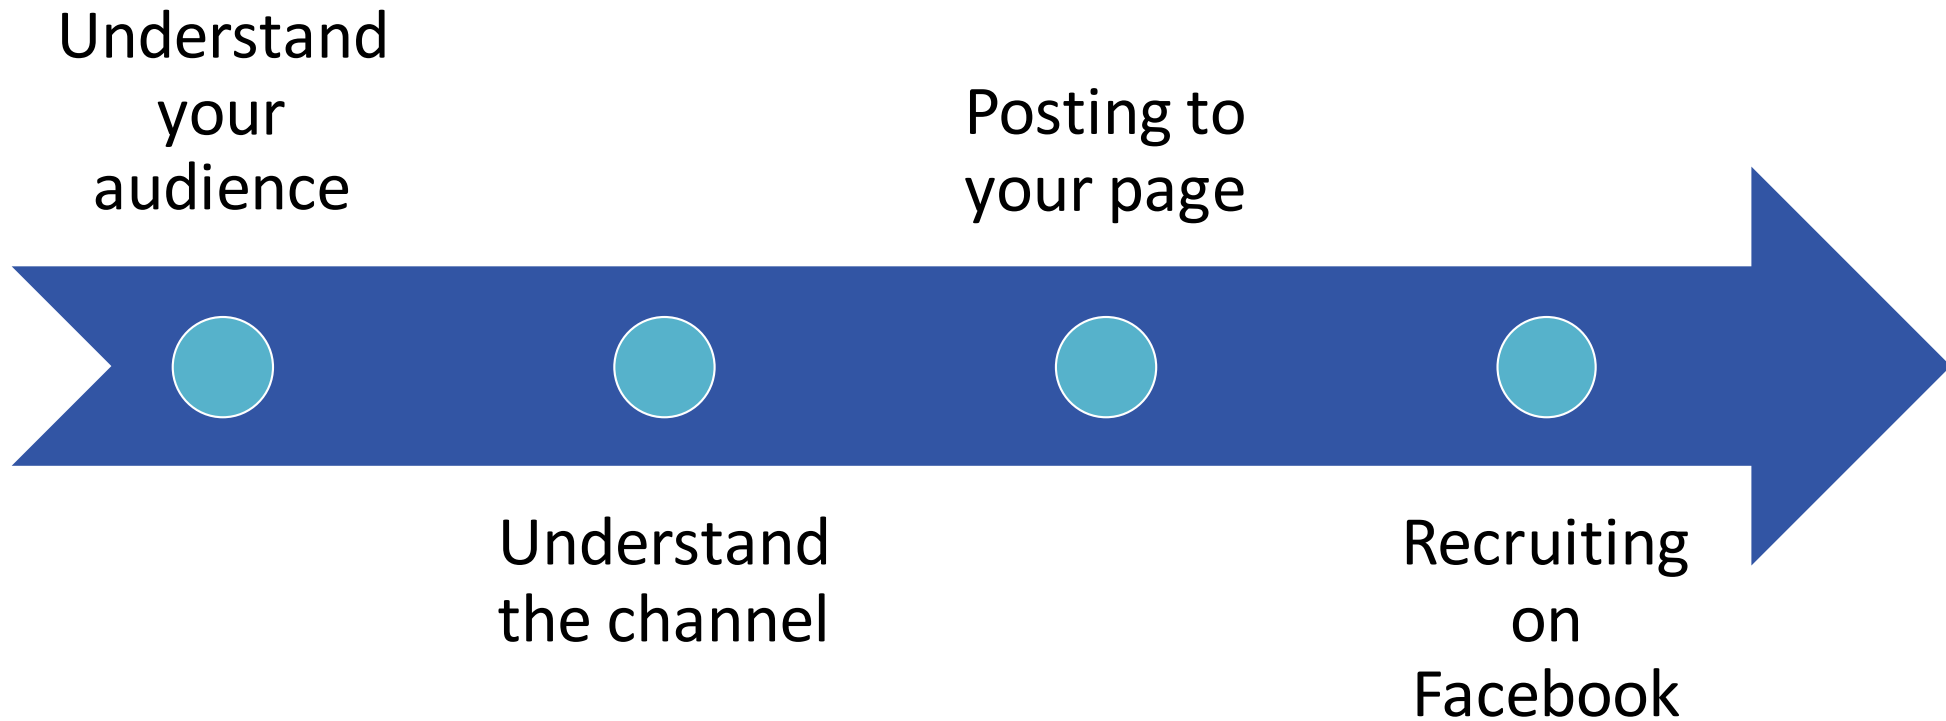 Understand
your
audience
Understand
the channel
Posting to
your page
Recruiting
on
Facebook